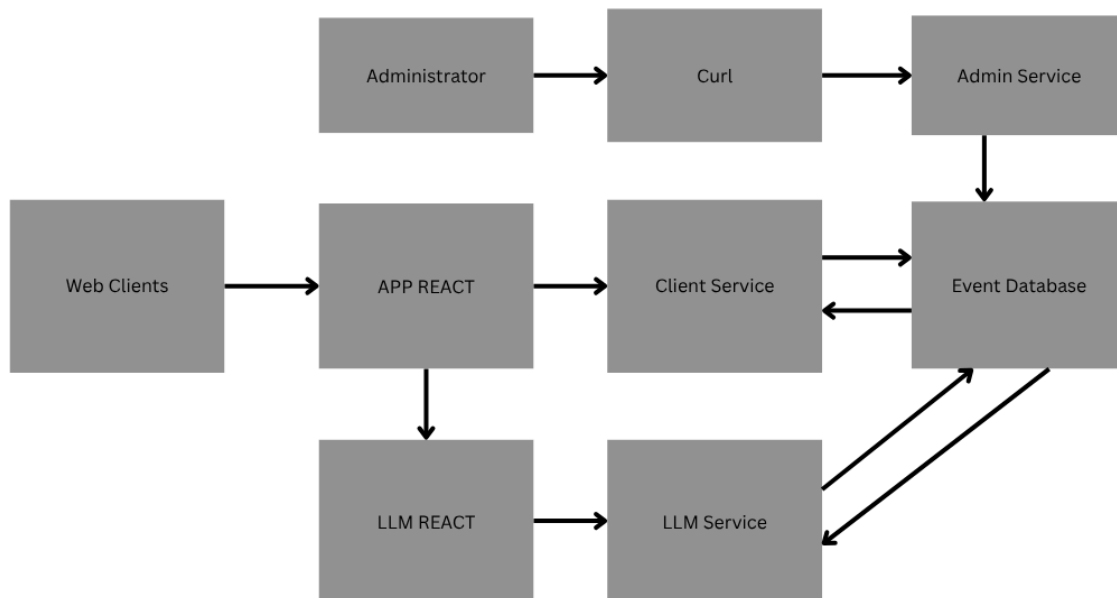 Administrator
Curl
Admin Service
Web Clients
APP REACT
Client Service
Event Database
LLM REACT
LLM Service